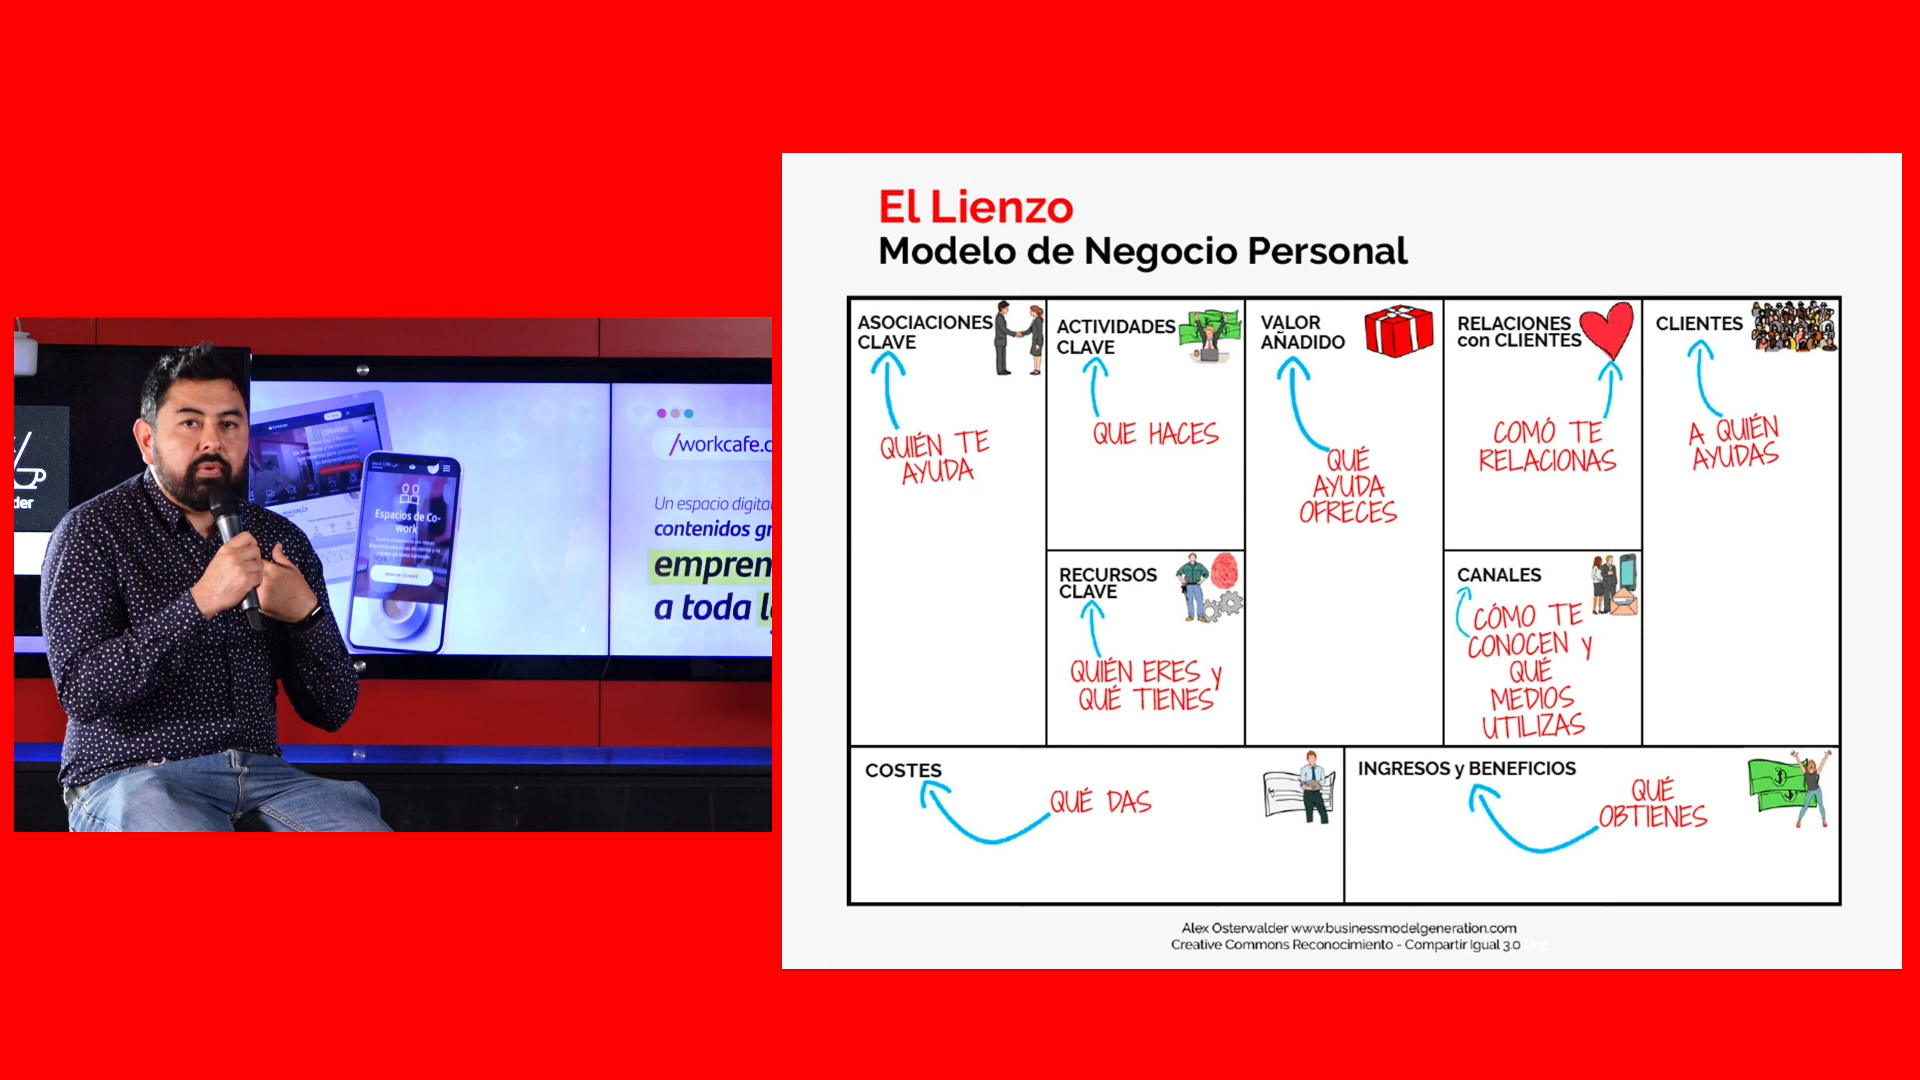 El Lienzo
Modelo de Negocio Personal
ASOCIACIONES
CLAVE
QUIÉN TE
AYUDA
ACTIVIDADES
CLAVE
QUE HACES
RECURSOS
CLAVE
QUIÉN ERES y
QUÉ TIENES
VALOR
AÑADIDO
QUÉ
AYUDA
OFRECES
RELACIONES
con CLIENTES
COMÓ TE
RELACIONAS
CANALES
CÓMO TE
CONOCEN y
QUÉ
MEDIOS
UTILIZAS
CLIENTES
A QUIÉN
AYUDAS
COSTES
QUÉ DAS
INGRESOS y BENEFICIOS
QUÉ
OBTIENES
Alex Osterwalder www.businessmodelgeneration.com
Creative Commons Reconocimiento - Compartir Igual 3.0
der
/workcafe.c
Un espacio digita
contenidos gr
empren
a toda l
Espacios de Co-
work